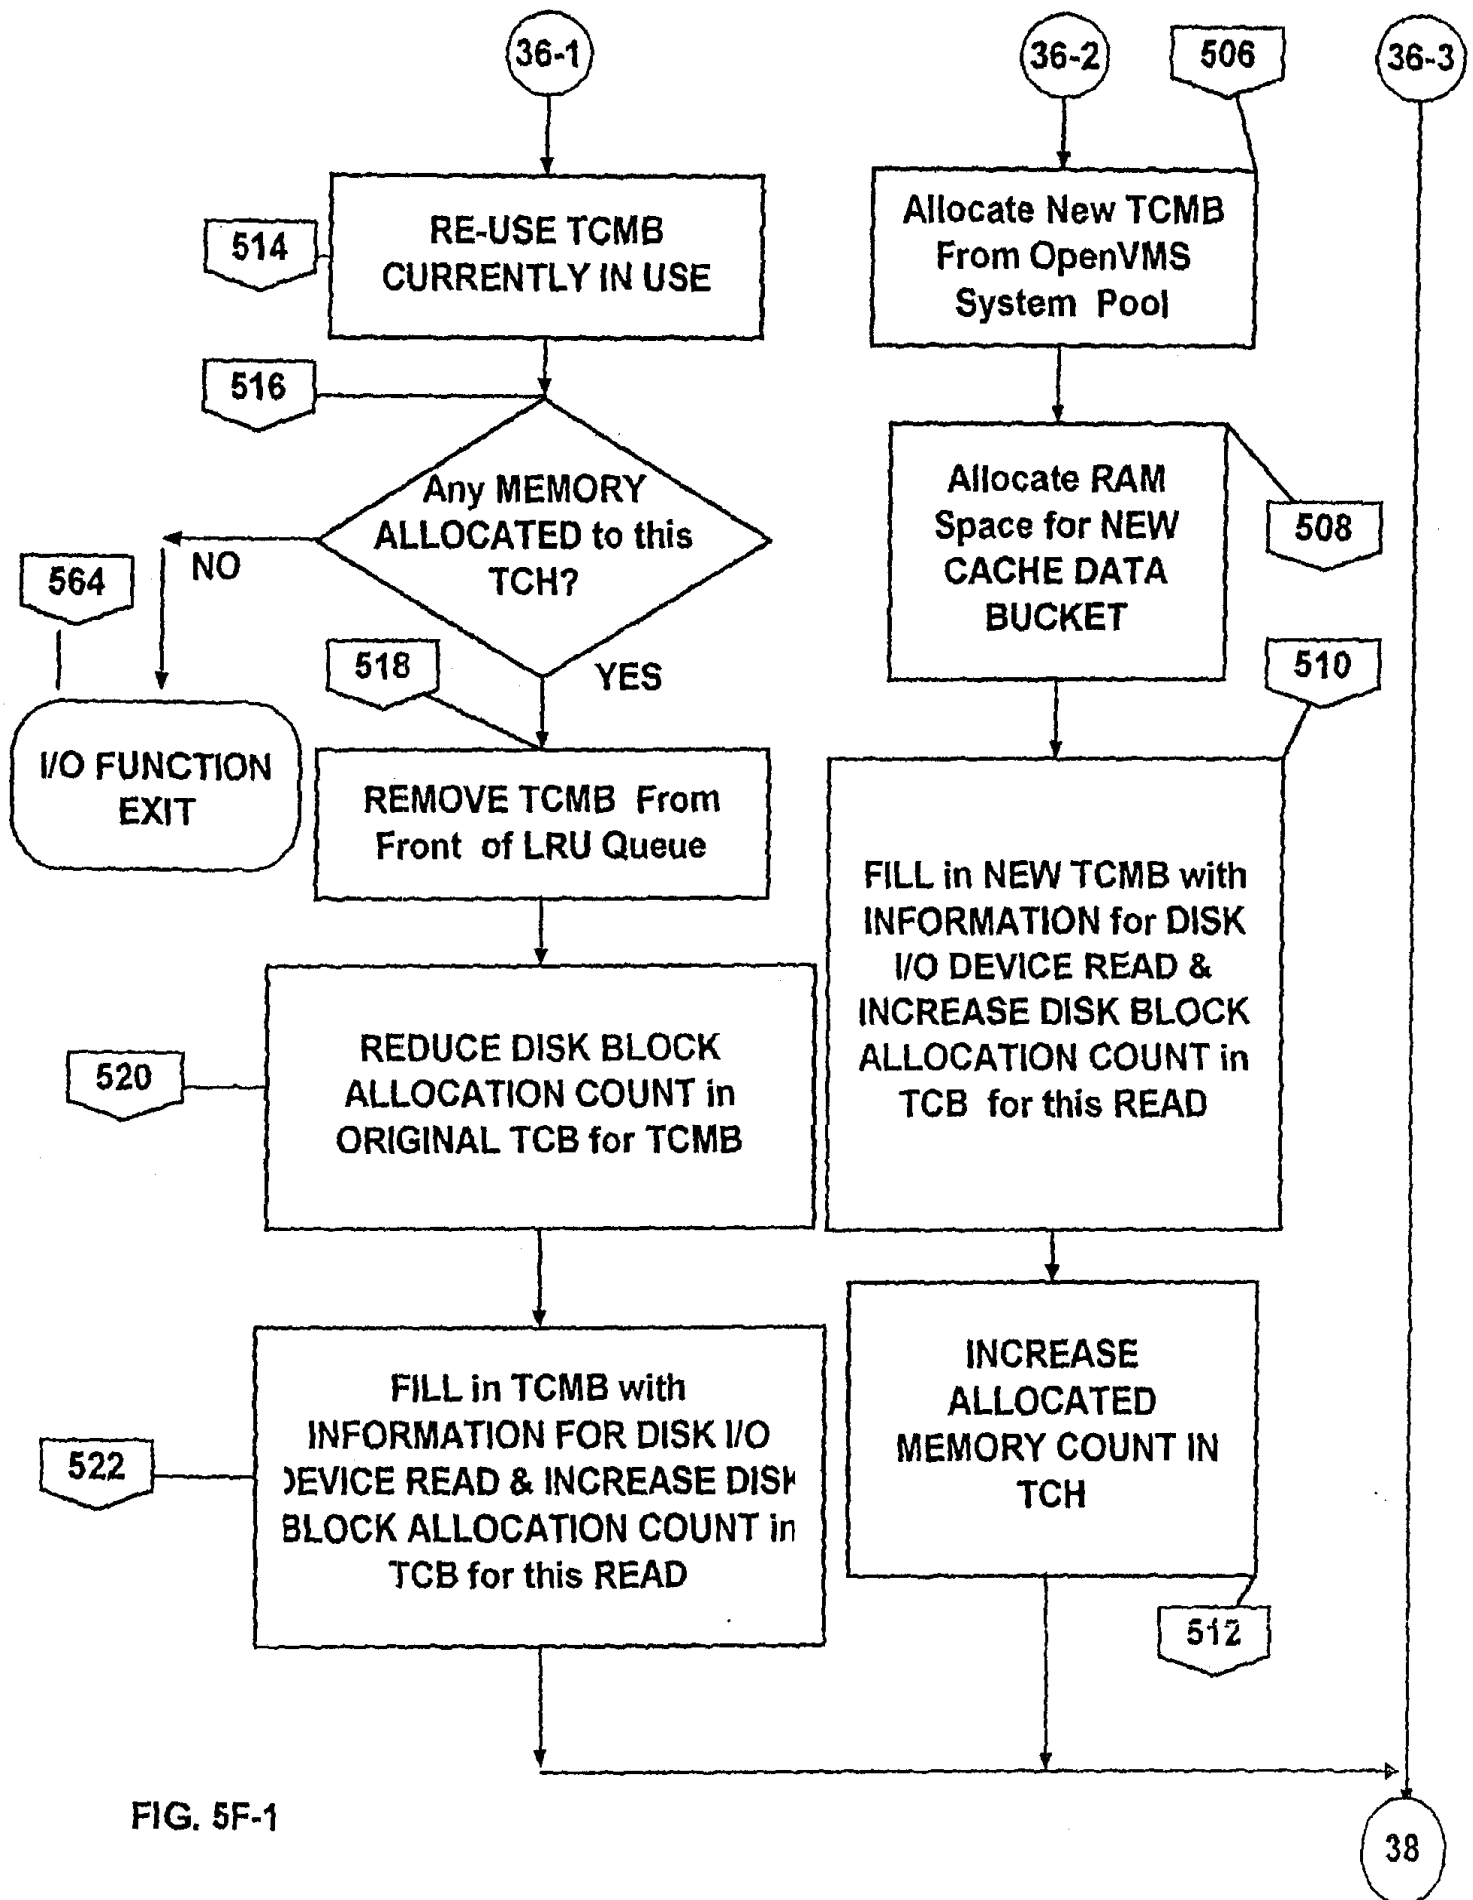 36-1
36-2
506
36-3
514
RE-USE TCMB
CURRENTLY IN USE
Allocate New TCMB
From OpenVMS
System Pool
516
Any MEMORY
ALLOCATED to this
TCH?
NO
YES
564
I/O FUNCTION
EXIT
Allocate RAM
Space for NEW
CACHE DATA
BUCKET
508
518
REMOVE TCMB From
Front of LRU Queue
510
FILL in NEW TCMB with
INFORMATION for DISK
I/O DEVICE READ &
INCREASE DISK BLOCK
ALLOCATION COUNT in
TCB for this READ
520
REDUCE DISK BLOCK
ALLOCATION COUNT in
ORIGINAL TCB for TCMB
522
FILL in TCMB with
INFORMATION FOR DISK I/O
DEVICE READ & INCREASE DISK
BLOCK ALLOCATION COUNT in
TCB for this READ
INCREASE
ALLOCATED
MEMORY COUNT IN
TCH
512
FIG. 5F-1
38